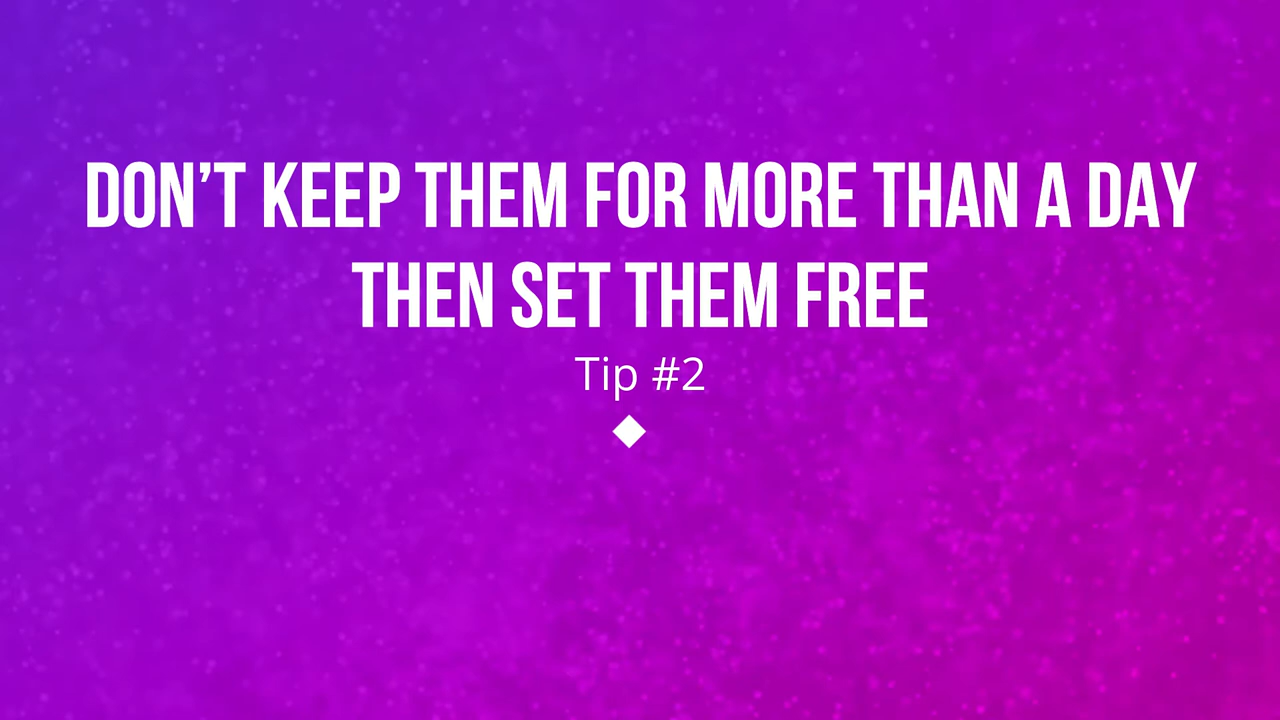 DON’T KEEP THEM FOR MORE THAN A DAY
THEN SET THEM FREE
Tip #2